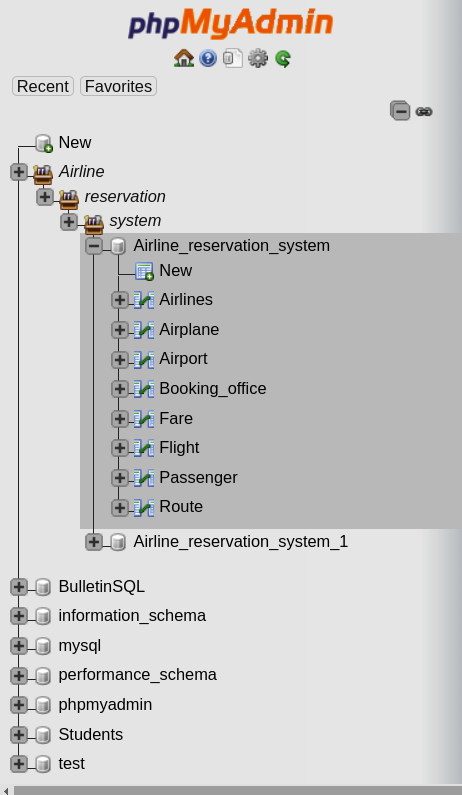 phpMyAdmin
Recent Favorites
New
Airline
reservation
system
Airline_reservation_system
New
Airlines
Airplane
Airport
Booking_office
Fare
Flight
Passenger
Route
Airline_reservation_system_1
BulletinSQL
information_schema
mysql
performance_schema
phpmyadmin
Students
test